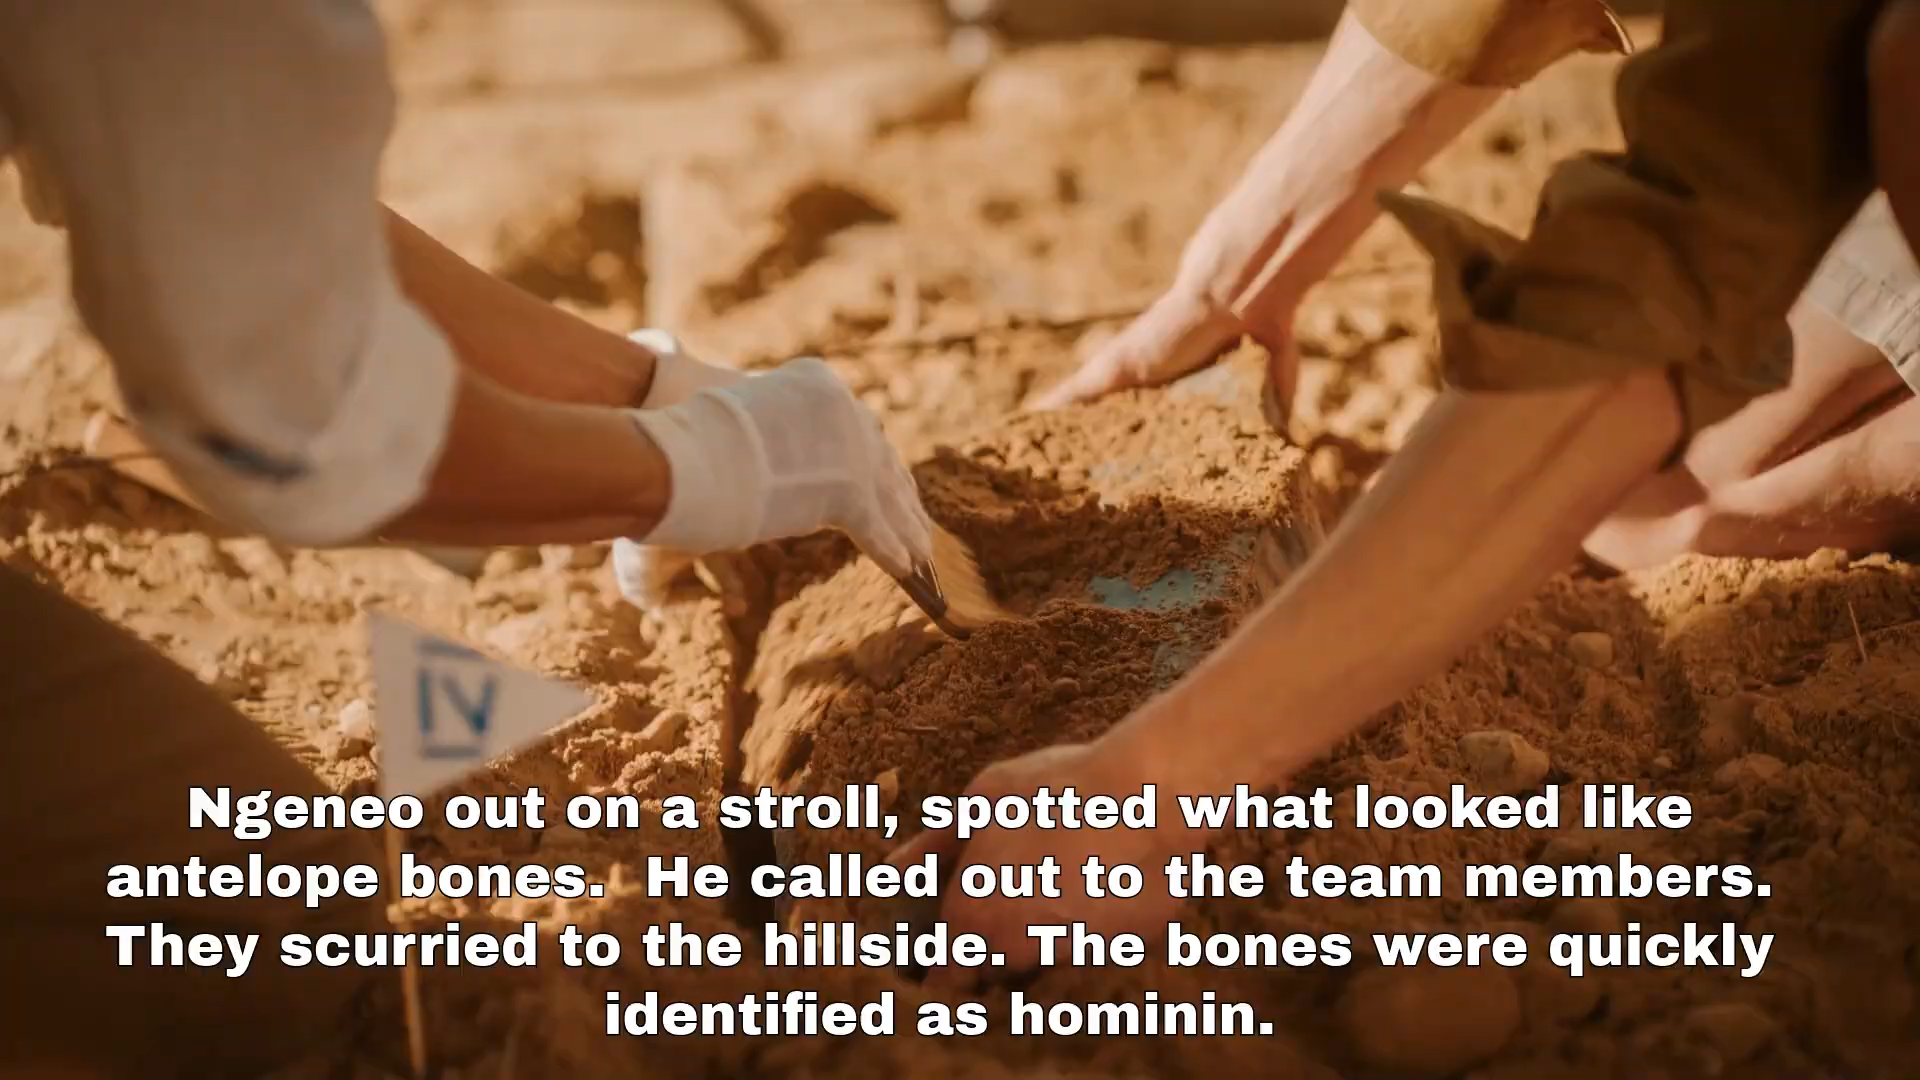 IV
Ngeneo out on a stroll, spotted what looked like
antelope bones.  He called out to the team members.
They scurried to the hillside. The bones were quickly
identified as hominin.